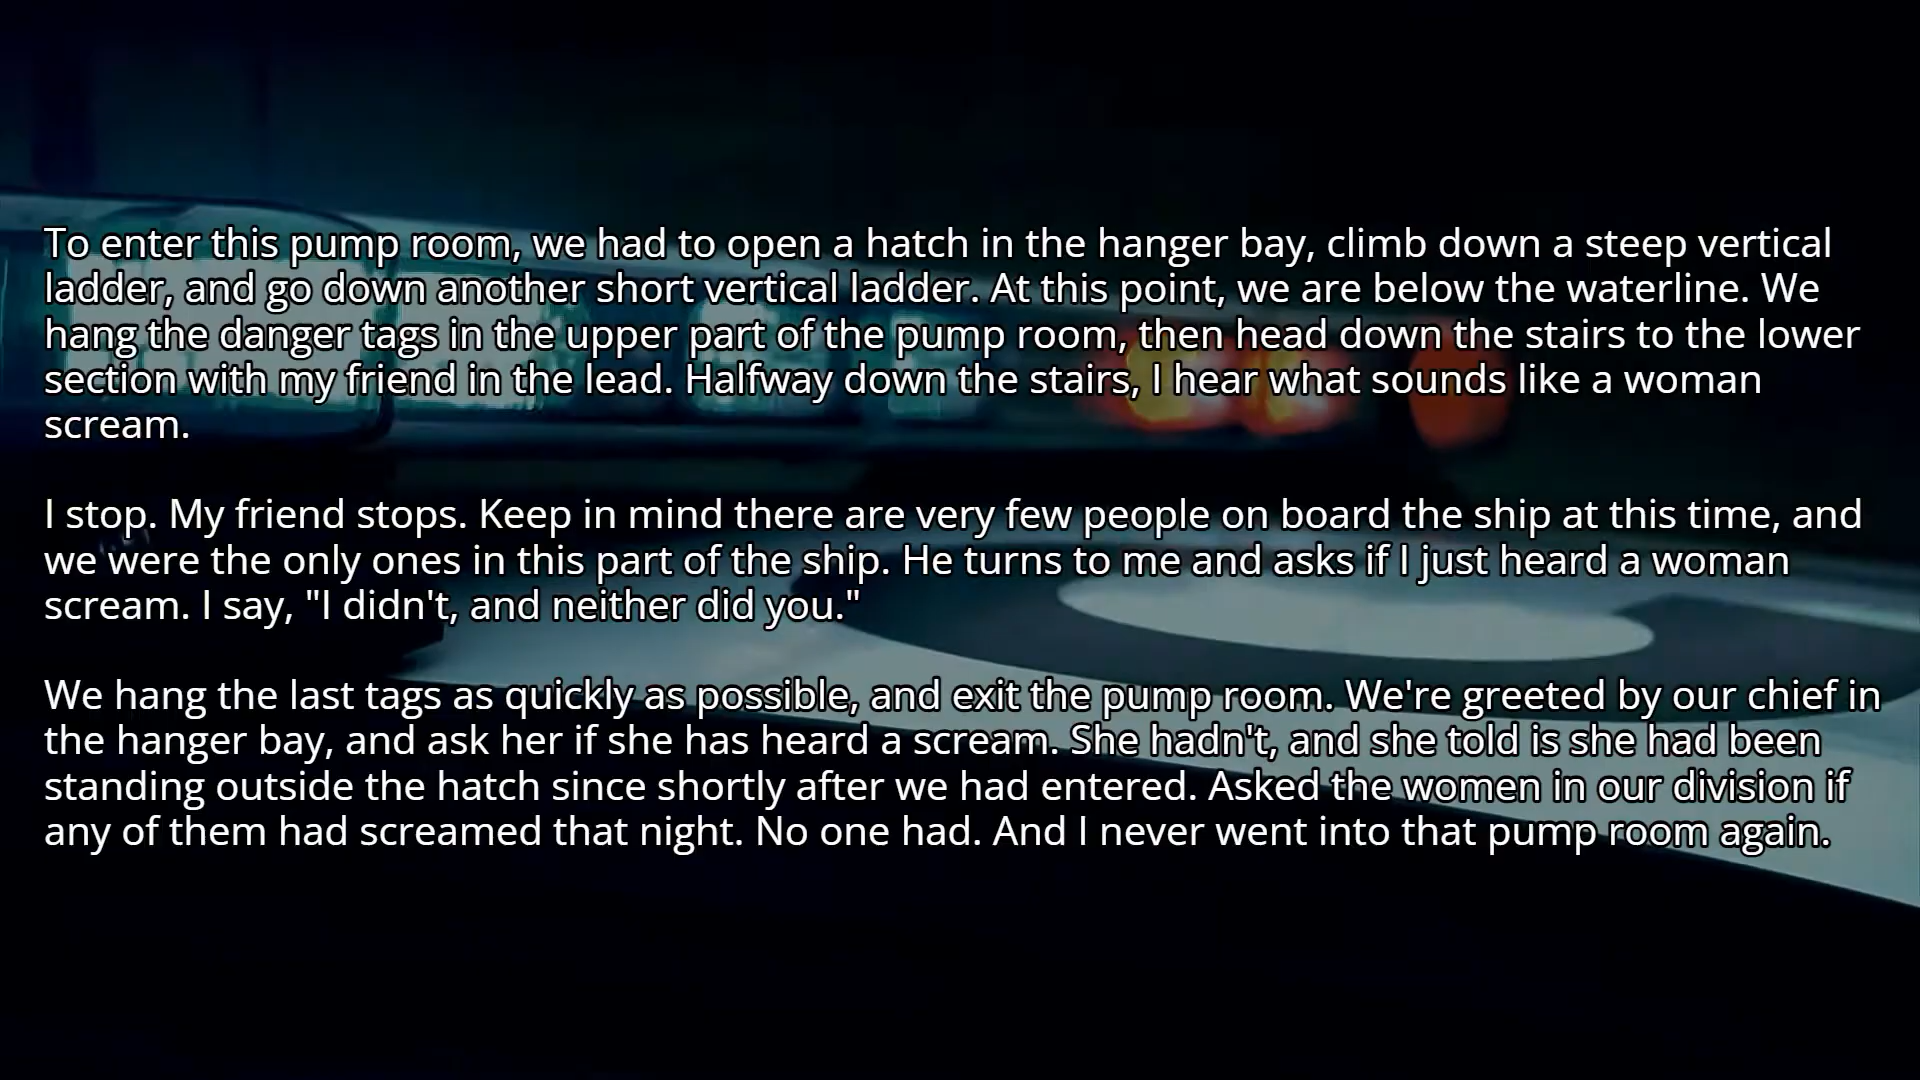 To enter this pump room, we had to open a hatch in the hanger bay, climb down a steep vertical
ladder, and go down another short vertical ladder. At this point, we are below the waterline. We
hang the danger tags in the upper part of the pump room, then head down the stairs to the lower
section with my friend in the lead. Halfway down the stairs, I hear what sounds like a woman
scream.
I stop. My friend stops. Keep in mind there are very few people on board the ship at this time, and
we were the only ones in this part of the ship. He turns to me and asks if I just heard a woman
scream. I say, "I didn't, and neither did you."
We hang the last tags as quickly as possible, and exit the pump room. We're greeted by our chief in
the hanger bay, and ask her if she has heard a scream. She hadn't, and she told is she had been
standing outside the hatch since shortly after we had entered. Asked the women in our division if
any of them had screamed that night. No one had. And I never went into that pump room again.